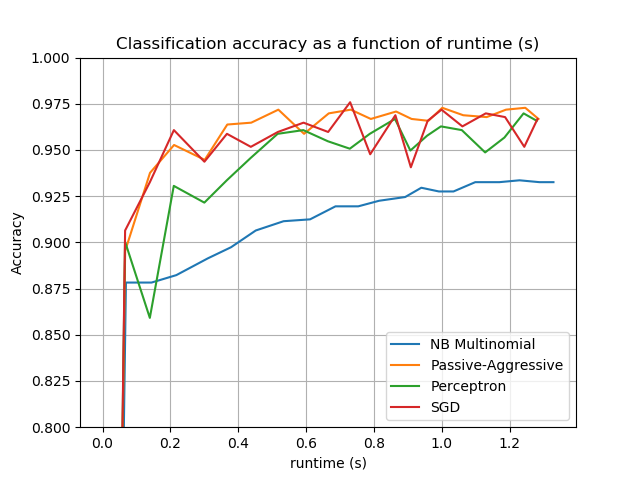 Classification accuracy as a function of runtime (s)
1.000
0.975
0.950
0.925
0.900
0.875
0.850
0.825
0.800
Accuracy
NB Multinomial
Passive-Aggressive
Perceptron
SGD
0.0 0.2 0.4 0.6 0.8 1.0 1.2
runtime (s)